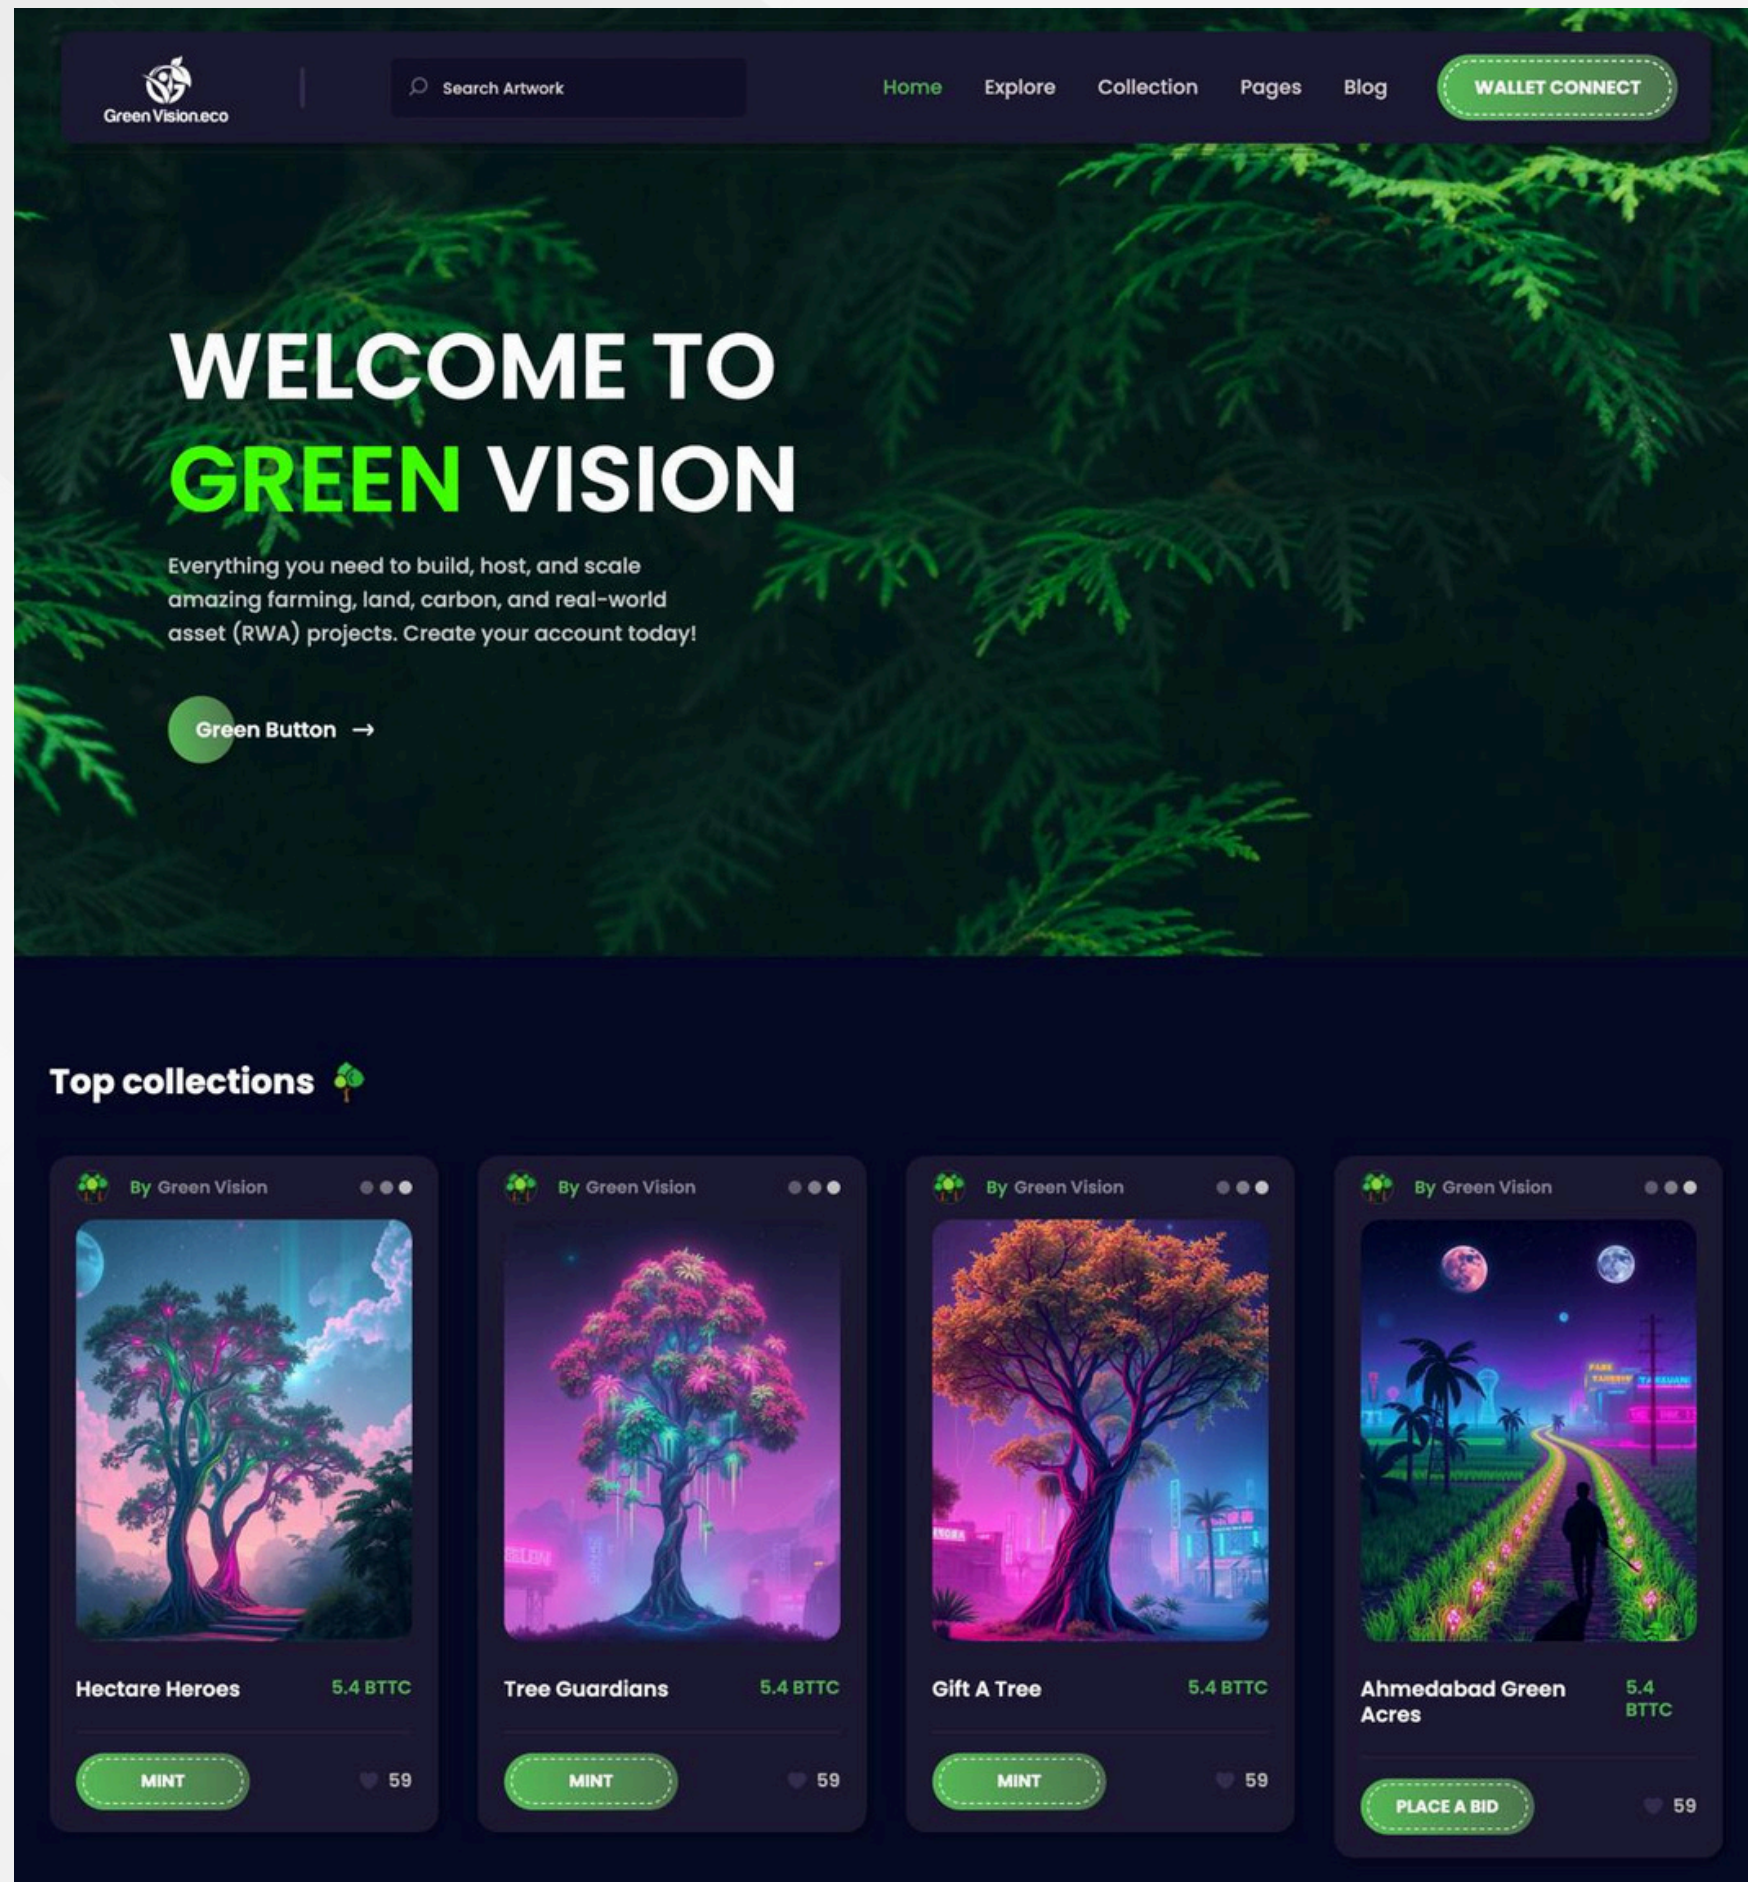 Green Vision.eco
Search Artwork
Home
Explore
Collection
Pages
Blog
WALLET CONNECT
WELCOME TO
GREEN VISION
Everything you need to build, host, and scale
amazing farming, land, carbon, and real-world
asset (RWA) projects. Create your account today!
Green Button →
Top collections
By Green Vision
By Green Vision
By Green Vision
By Green Vision
Hectare Heroes
5.4 BTTC
Tree Guardians
5.4 BTTC
Gift A Tree
5.4 BTTC
Ahmedabad Green
Acres
5.4
BTTC
MINT
59
MINT
59
MINT
59
PLACE A BID
59